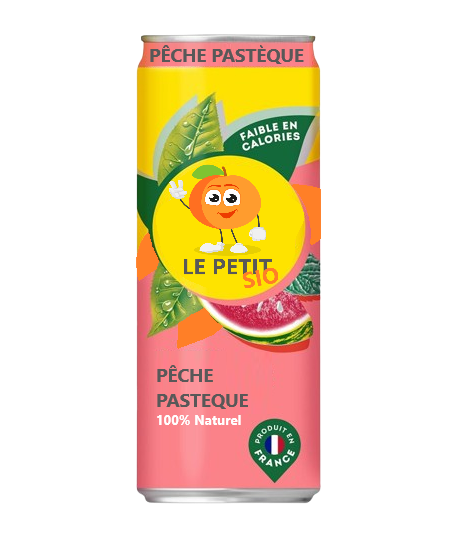 PÊCHE PASTÈQUE
FAIBLE EN
CALORIES
LE PETIT
SIO
PÊCHE
PASTEQUE
100% Naturel
PRODUIT EN
FRANCE